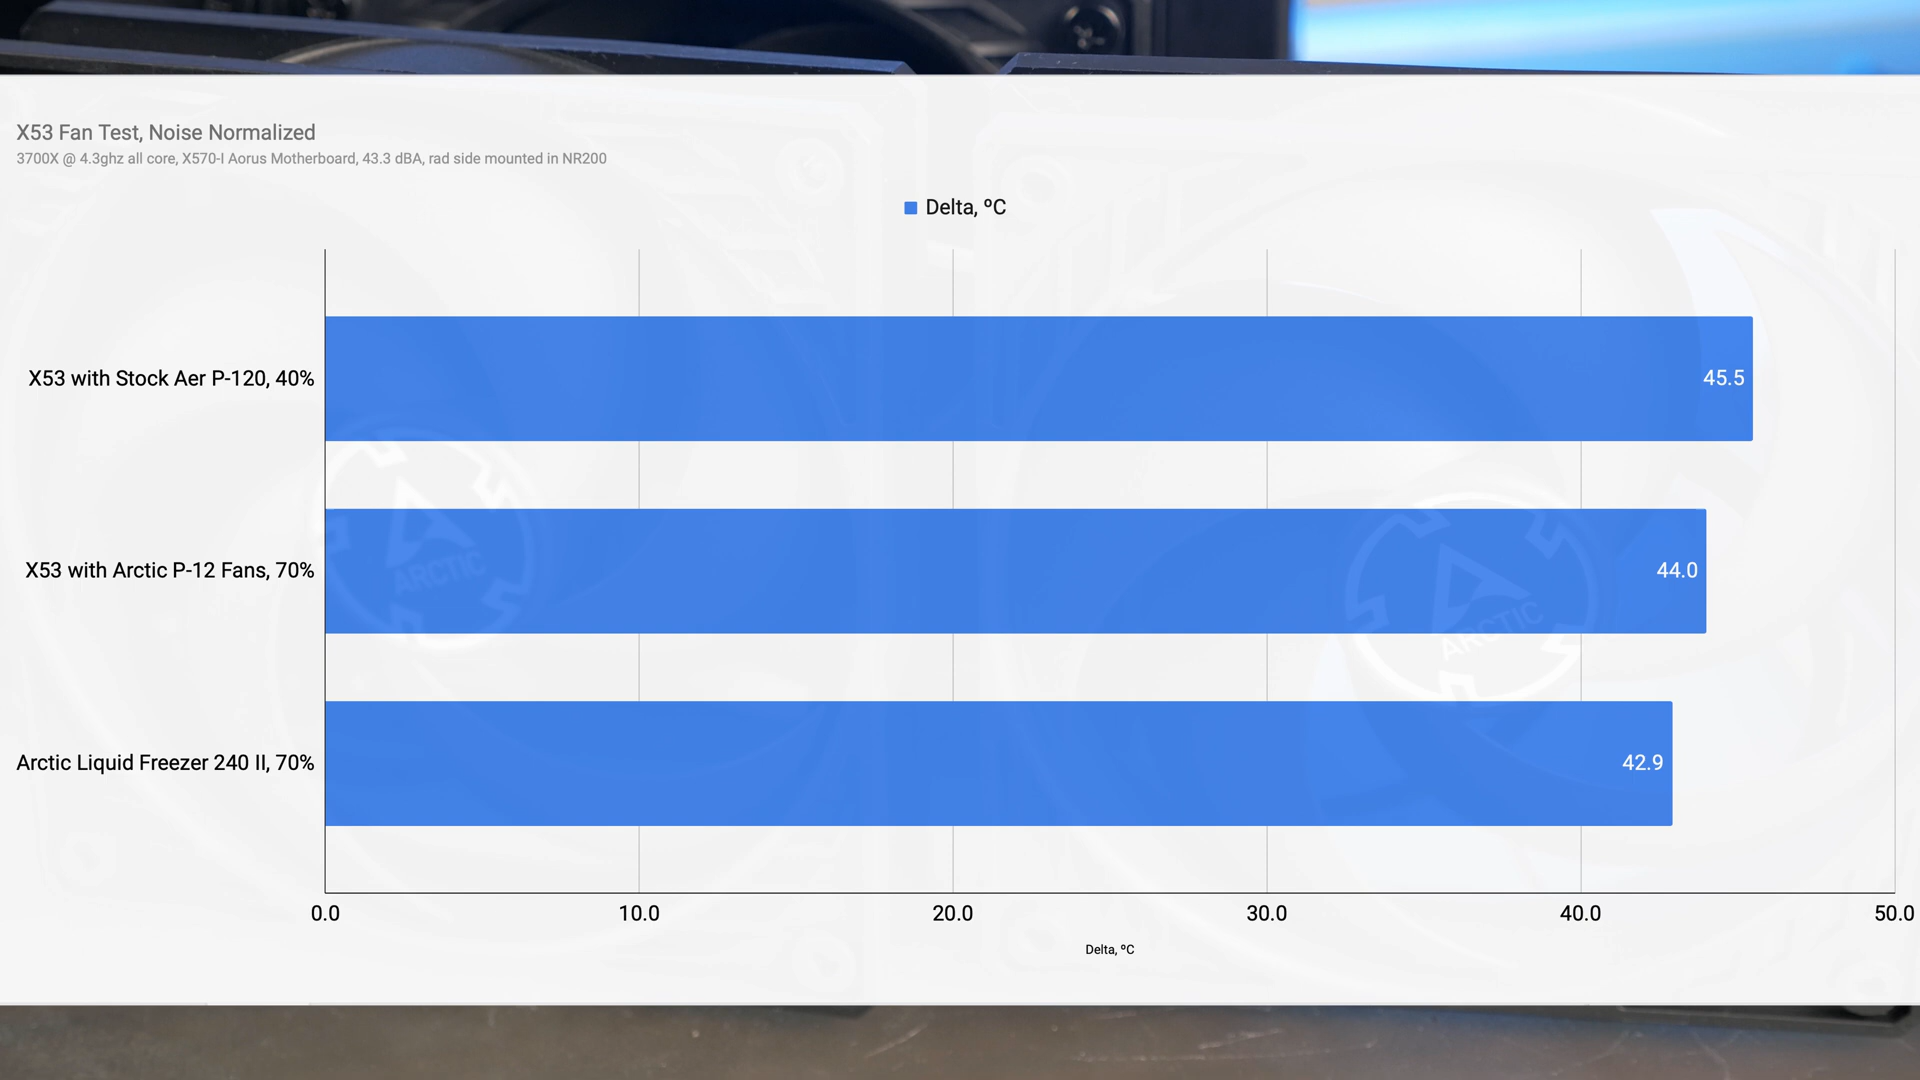 X53 Fan Test, Noise Normalized
3700X @ 4.3ghz all core, X570-I Aorus Motherboard, 43.3 dBA, rad side mounted in NR200
Delta, ºC
X53 with Stock Aer P-120, 40%
45.5
X53 with Arctic P-12 Fans, 70%
44.0
ARCTIC
ARCTIC
Arctic Liquid Freezer 240 II, 70%
42.9
0.0 10.0 20.0 30.0 40.0 50.0
Delta, ºC